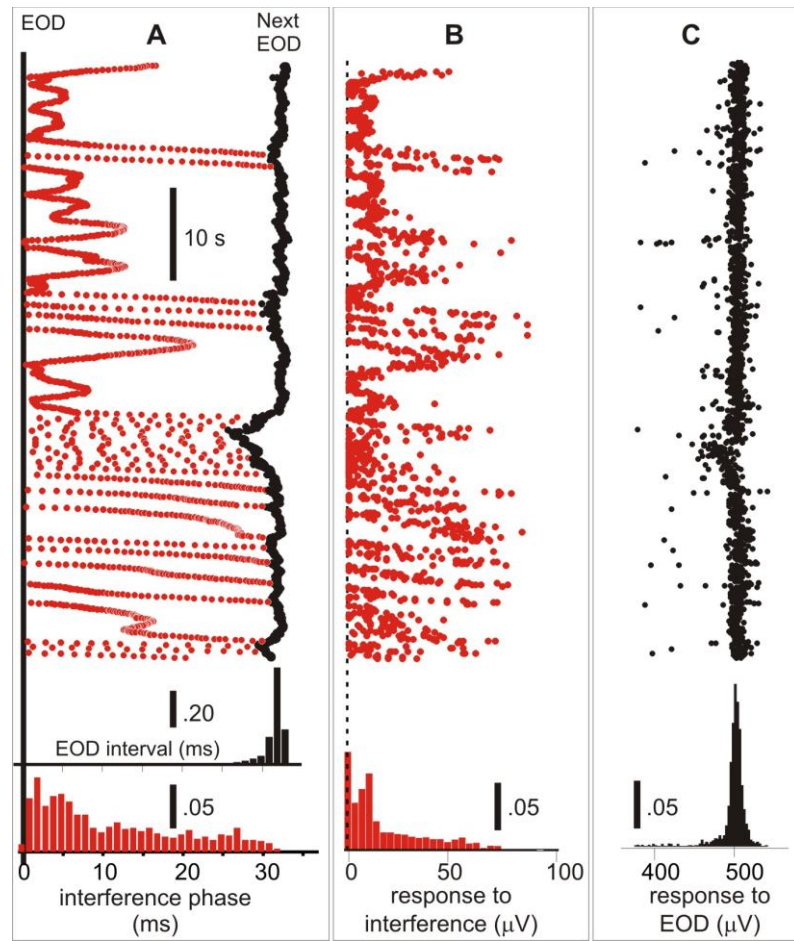 EOD
A
Next
EOD
B
C
10 s
.20
EOD interval (ms)
.05
.05
.05
0 10 20 30
0 50 100
400 500
interference phase
(ms)
response to
interference (μV)
response to
EOD (μV)